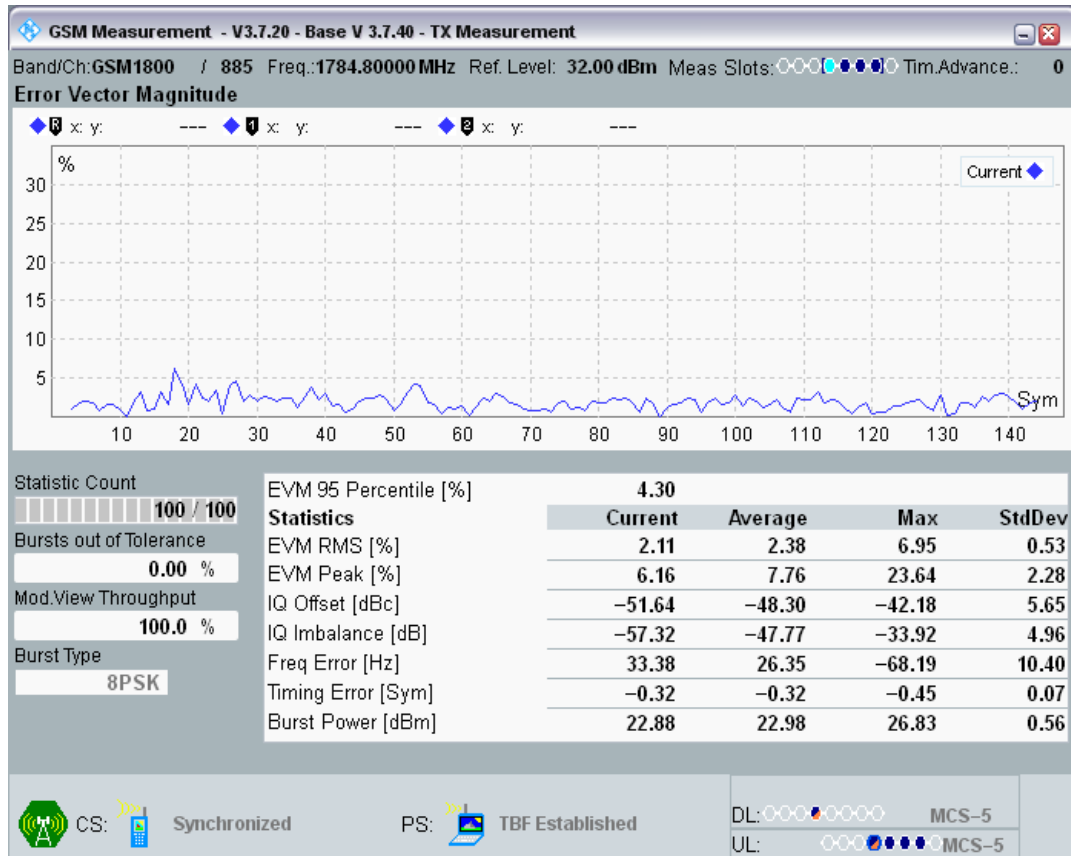 GSM Measurement - V3.7.20 - Base V 3.7.40 - TX Measurement
Band/Ch:GSM1800 / 885 Freq.:1784.80000 MHz Ref. Level: 32.00 dBm Meas Slots: Tim.Advance.: 0
Error Vector Magnitude
R x: y: --- 1 x: y: --- 2 x: y: ---
%
Current
30
25
20
15
10
5
Sym
10 20 30 40 50 60 70 80 90 100 110 120 130 140
Statistic Count
100 / 100
Bursts out of Tolerance
0.00 %
Mod.View Throughput
100.0 %
Burst Type
8PSK
EVM 95 Percentile [%] 4.30
Statistics Current Average Max StdDev
EVM RMS [%] 2.11 2.38 6.95 0.53
EVM Peak [%] 6.16 7.76 23.64 2.28
IQ Offset [dBc] −51.64 −48.30 −42.18 5.65
IQ Imbalance [dB] −57.32 −47.77 −33.92 4.96
Freq Error [Hz] 33.38 26.35 −68.19 10.40
Timing Error [Sym] −0.32 −0.32 −0.45 0.07
Burst Power [dBm] 22.88 22.98 26.83 0.56
CS: Synchronized PS: TBF Established
DL: MCS−5
UL: MCS−5